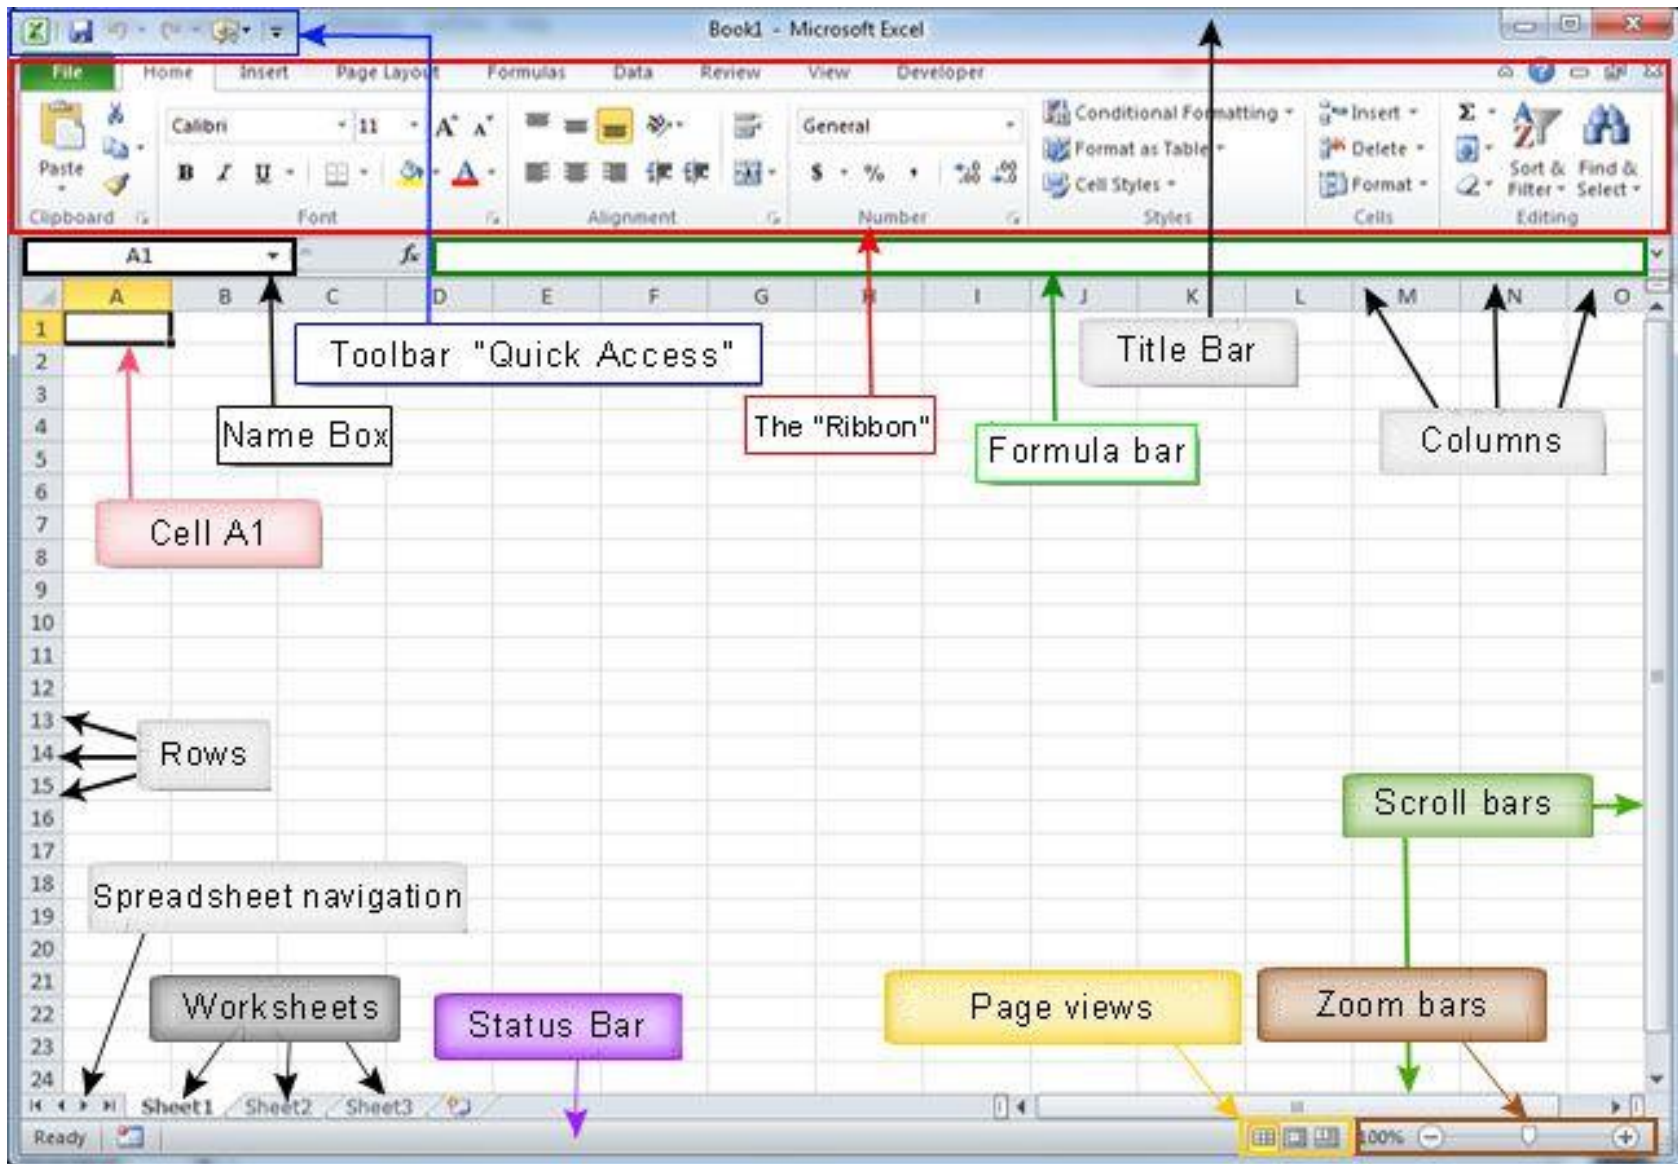 Book1 - Microsoft Excel
File Home Insert Page Layout Formulas Data Review View Developer
Calibri 11 A A General Conditional Formatting Insert Σ
Paste Format as Table Delete Sort & Find &
B I U A $ % , .0 .00 .00 .0 Cell Styles Format Filter Select
Clipboard Font Alignment Number Styles Cells Editing
A1 fx
A B C D E F G H I J K L M N O
1
Toolbar "Quick Access" Title Bar
2
3
Name Box The "Ribbon" Formula bar Columns
4
5
6
7
Cell A1
8
9
10
11
12
13
14 Rows
15
Scroll bars
16
17
18
Spreadsheet navigation
19
20
21
Worksheets Status Bar Page views Zoom bars
22
23
24
Sheet1 Sheet2 Sheet3
Ready 100%